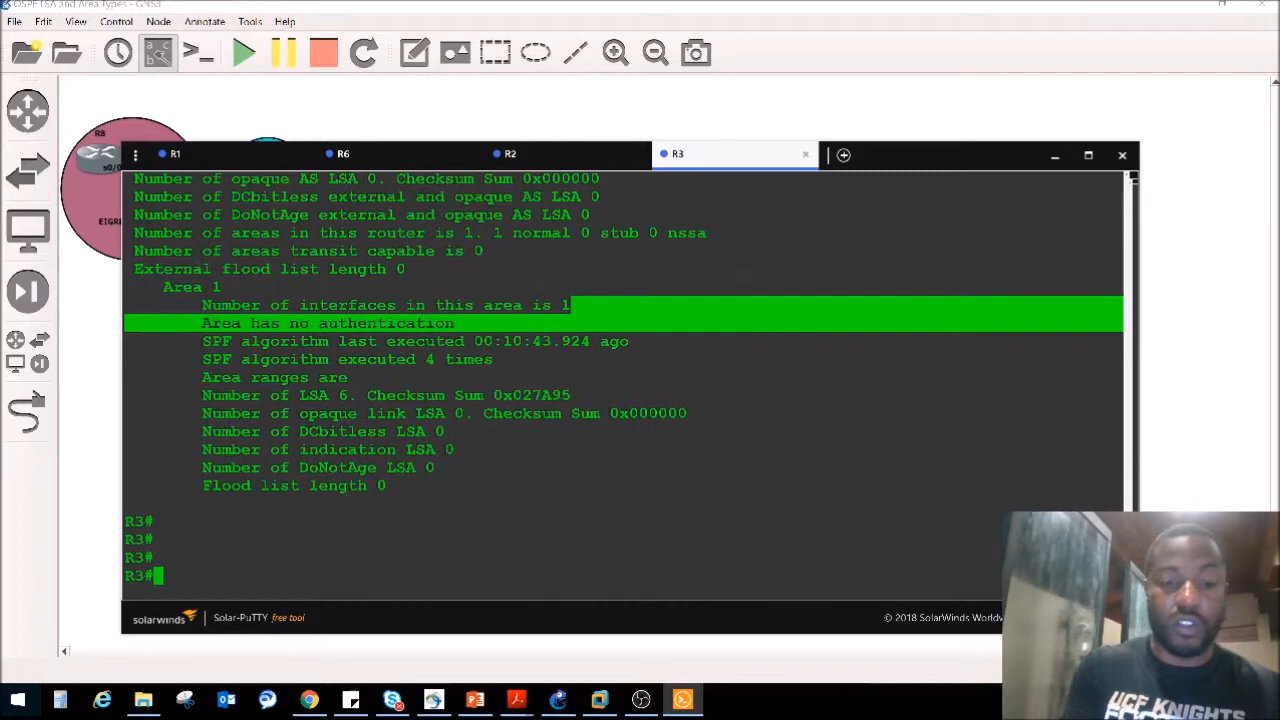 OSPF LSA and Area Types - GNS3
File Edit View Control Node Annotate Tools Help
R8
s0/0
EIGR
R1 R6 R2 R3
Number of opaque AS LSA 0. Checksum Sum 0x000000
Number of DCbitless external and opaque AS LSA 0
Number of DoNotAge external and opaque AS LSA 0
Number of areas in this router is 1. 1 normal 0 stub 0 nssa
Number of areas transit capable is 0
External flood list length 0
Area 1
Number of interfaces in this area is 1
Area has no authentication
SPF algorithm last executed 00:10:43.924 ago
SPF algorithm executed 4 times
Area ranges are
Number of LSA 6. Checksum Sum 0x027A95
Number of opaque link LSA 0. Checksum Sum 0x000000
Number of DCbitless LSA 0
Number of indication LSA 0
Number of DoNotAge LSA 0
Flood list length 0
R3#
R3#
R3#
R3#
solarwinds Solar-PuTTY free tool © 2018 SolarWinds Worldw
UCF KNIGHTS